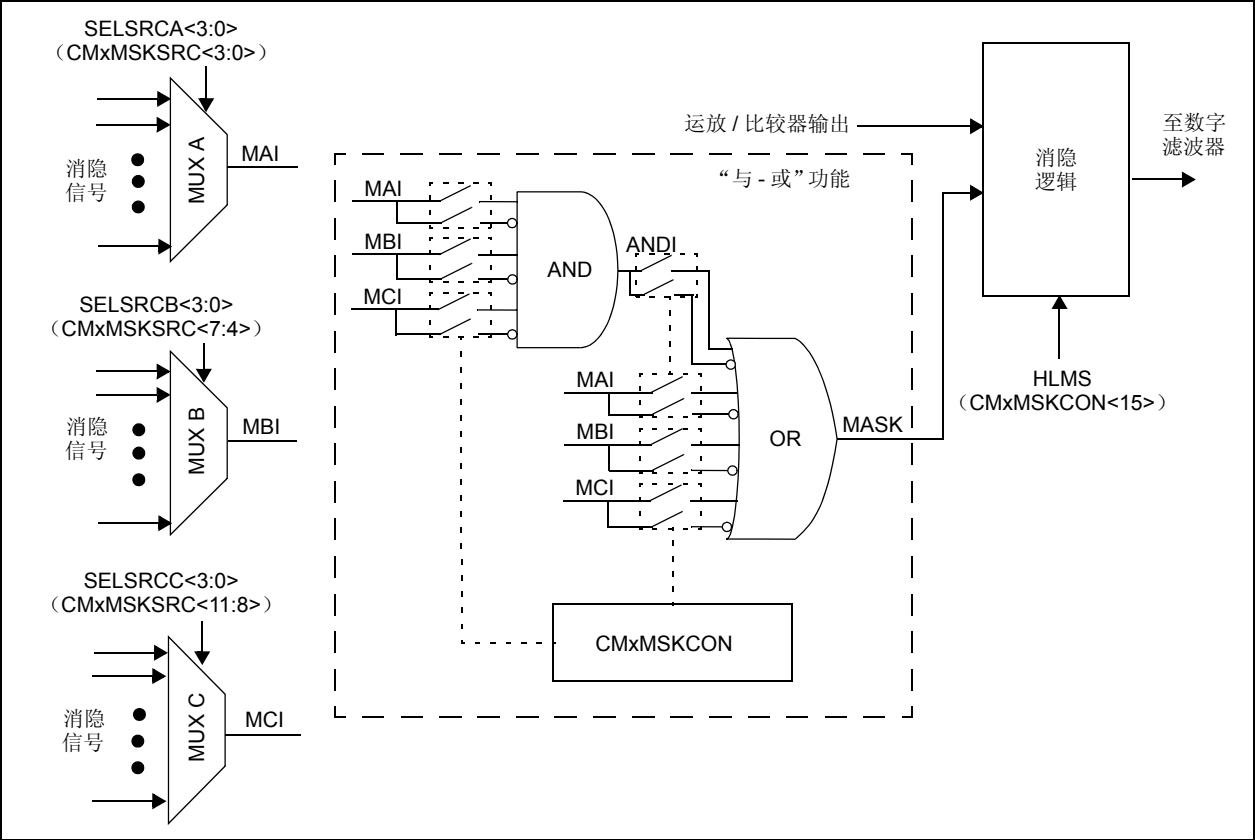 SELSRCA<3:0>
（CMxMSKSRC<3:0>）
消隐
信号
MUX A
MAI
SELSRCB<3:0>
（CMxMSKSRC<7:4>）
消隐
信号
MUX B
MBI
SELSRCC<3:0>
（CMxMSKSRC<11:8>）
消隐
信号
MUX C
MCI
“与 - 或”功能
MAI
MBI
MCI
AND
ANDI
MAI
MBI
MCI
OR
MASK
CMxMSKCON
运放 / 比较器输出
消隐
逻辑
至数字
滤波器
HLMS
（CMxMSKCON<15>）